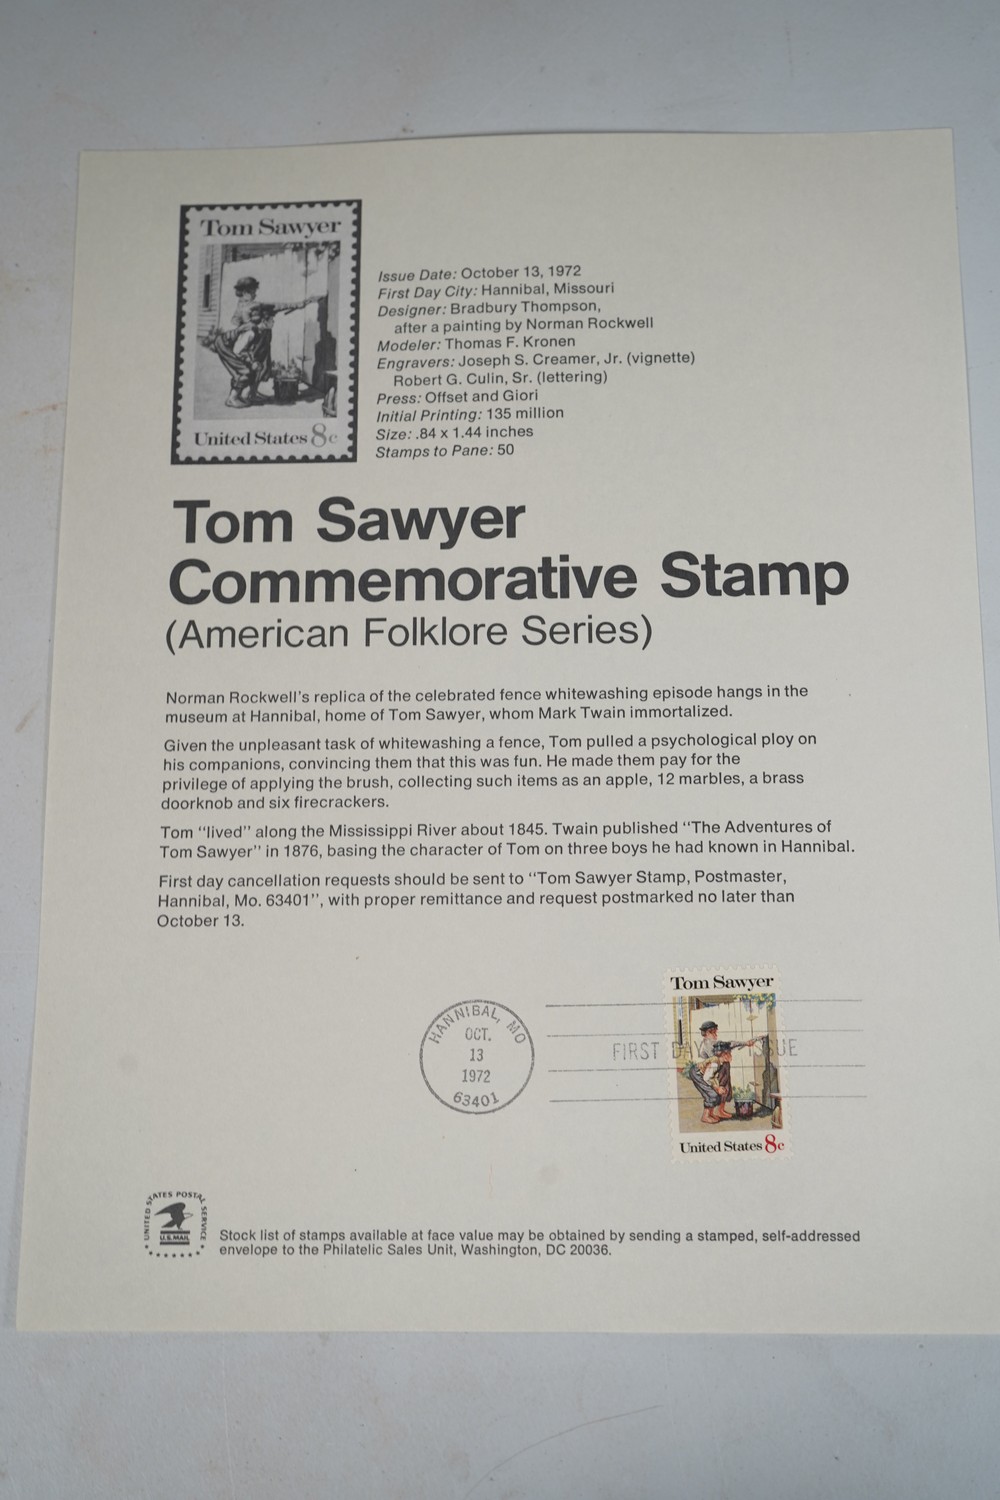 Tom Sawyer
United States 8c
Issue Date: October 13, 1972
First Day City: Hannibal, Missouri
Designer: Bradbury Thompson,
after a painting by Norman Rockwell
Modeler: Thomas F. Kronen
Engravers: Joseph S. Creamer, Jr. (vignette)
Robert G. Culin, Sr. (lettering)
Press: Offset and Giori
Initial Printing: 135 million
Size: .84 x 1.44 inches
Stamps to Pane: 50
Tom Sawyer
Commemorative Stamp
(American Folklore Series)
Norman Rockwell's replica of the celebrated fence whitewashing episode hangs in the
museum at Hannibal, home of Tom Sawyer, whom Mark Twain immortalized.
Given the unpleasant task of whitewashing a fence, Tom pulled a psychological ploy on
his companions, convincing them that this was fun. He made them pay for the
privilege of applying the brush, collecting such items as an apple, 12 marbles, a brass
doorknob and six firecrackers.
Tom "lived" along the Mississippi River about 1845. Twain published "The Adventures of
Tom Sawyer" in 1876, basing the character of Tom on three boys he had known in Hannibal.
First day cancellation requests should be sent to "Tom Sawyer Stamp, Postmaster,
Hannibal, Mo. 63401", with proper remittance and request postmarked no later than
October 13.
HANNIBAL, MO
OCT.
13
1972
63401
Tom Sawyer
FIRST DAY ISSUE
United States 8c
UNITED STATES POSTAL SERVICE
U.S. MAIL
Stock list of stamps available at face value may be obtained by sending a stamped, self-addressed
envelope to the Philatelic Sales Unit, Washington, DC 20036.